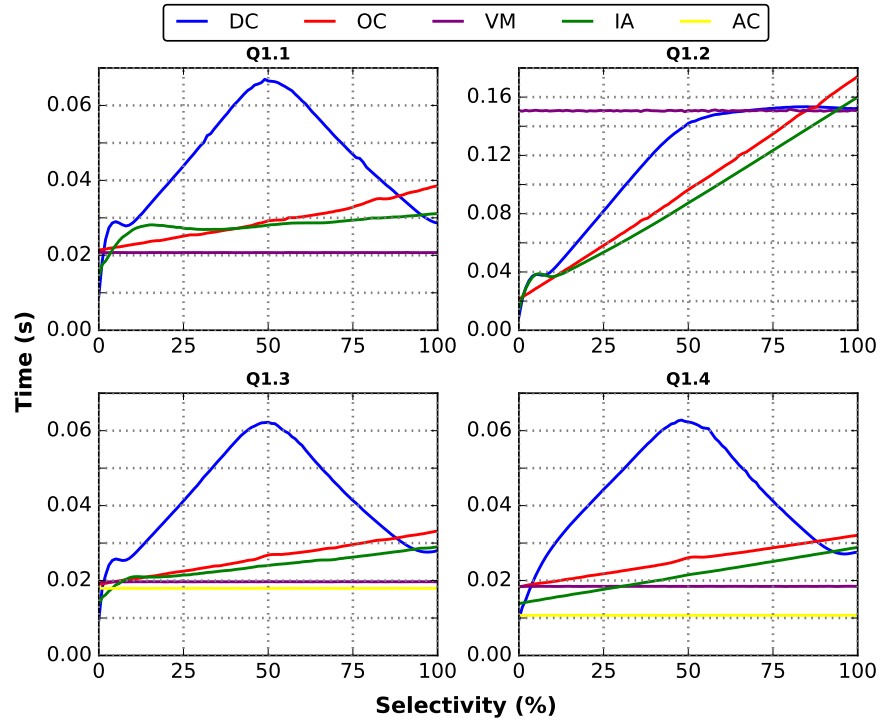 DC OC VM IA AC
Q1.1 Q1.2
0.06 0.16
0.04 0.12
0.02 0.08
0.00 0.04
0.00
0 25 50 75 100 0 25 50 75 100
Q1.3 Q1.4
0.06 0.06
0.04 0.04
0.02 0.02
0.00 0.00
0 25 50 75 100 0 25 50 75 100
Time (s)
Selectivity (%)